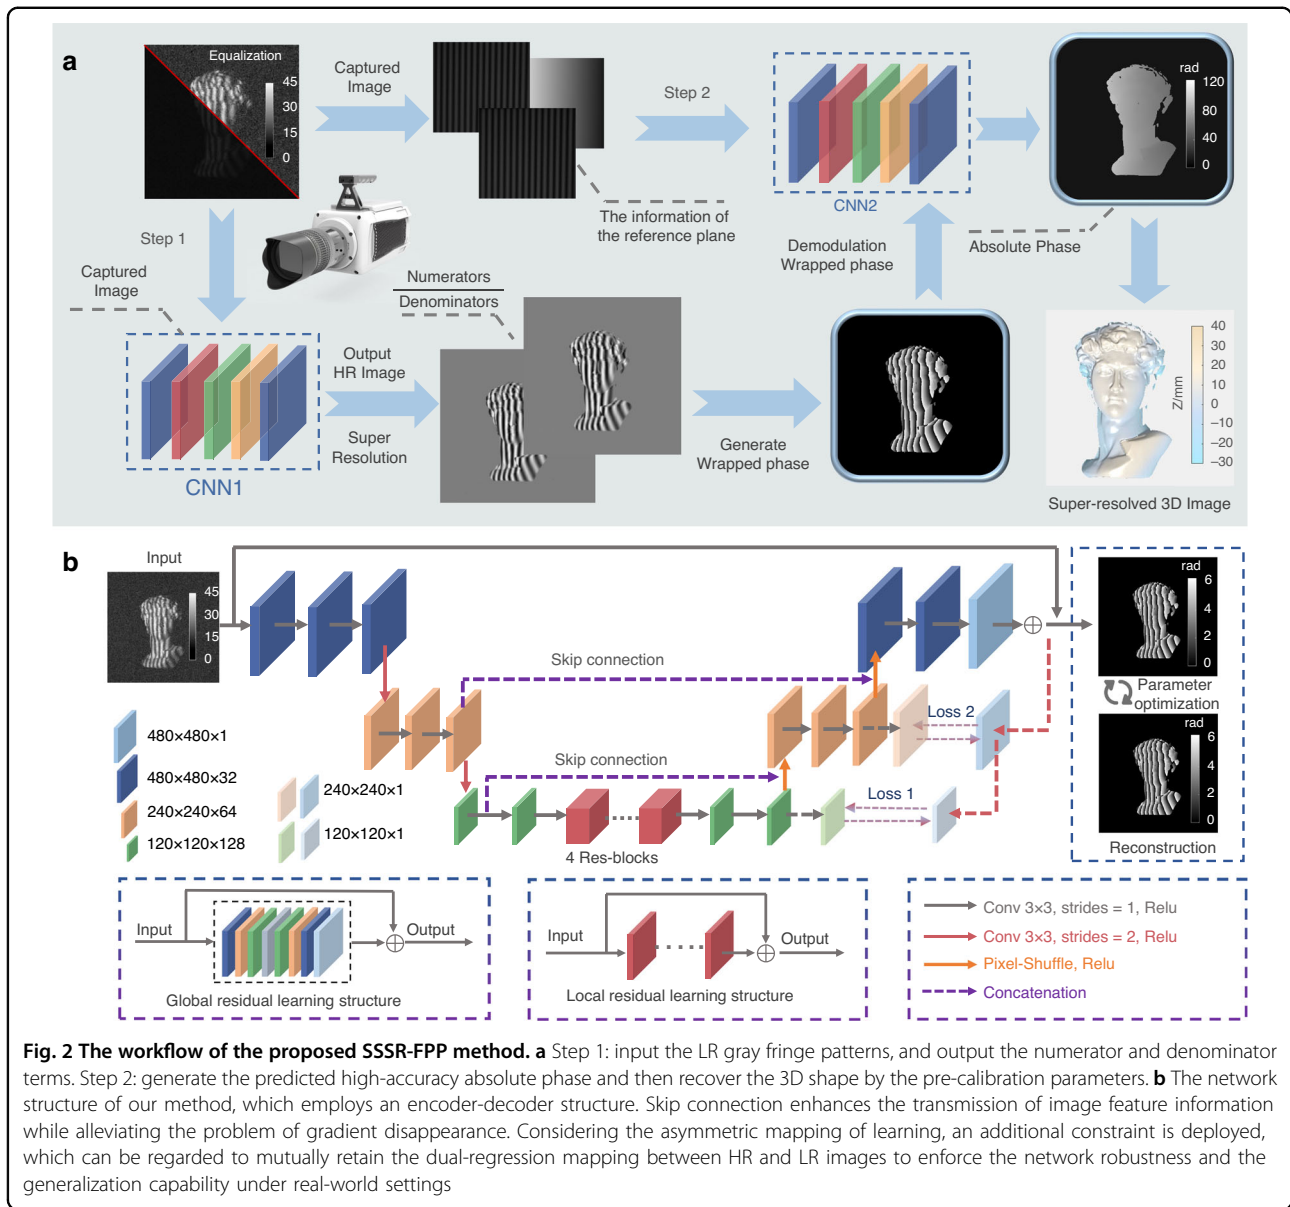 a
Equalization
45
30
15
0
Captured
Image
Step 2
CNN2
rad
120
80
40
0
Step 1
The information of
the reference plane
Demodulation
Wrapped phase
Absolute Phase
Captured
Image
Numerators
Denominators
CNN1
Output
HR Image
Super
Resolution
Generate
Wrapped phase
40
30
20
10
0
−10
−20
−30
Z/mm
Super-resolved 3D Image
b
Input
45
30
15
0
Skip connection
Skip connection
Loss 2
Loss 1
4 Res-blocks
480×480×1
480×480×32
240×240×64
120×120×128
240×240×1
120×120×1
rad
6
4
2
0
Parameter
optimization
rad
6
4
2
0
Reconstruction
Input
Output
Global residual learning structure
Input
Output
Local residual learning structure
Conv 3×3, strides = 1, Relu
Conv 3×3, strides = 2, Relu
Pixel-Shuffle, Relu
Concatenation
Fig. 2 The workflow of the proposed SSSR-FPP method. a Step 1: input the LR gray fringe patterns, and output the numerator and denominator
terms. Step 2: generate the predicted high-accuracy absolute phase and then recover the 3D shape by the pre-calibration parameters. b The network
structure of our method, which employs an encoder-decoder structure. Skip connection enhances the transmission of image feature information
while alleviating the problem of gradient disappearance. Considering the asymmetric mapping of learning, an additional constraint is deployed,
which can be regarded to mutually retain the dual-regression mapping between HR and LR images to enforce the network robustness and the
generalization capability under real-world settings